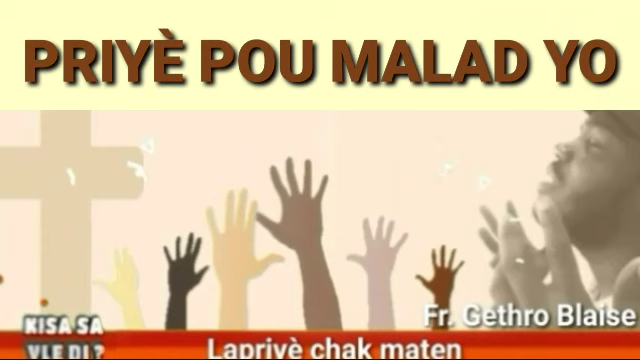 PRIYÈ POU MALAD YO
Fr. Gethro Blaise
KISA SA
VLE DI ?
Lapriyè chak maten